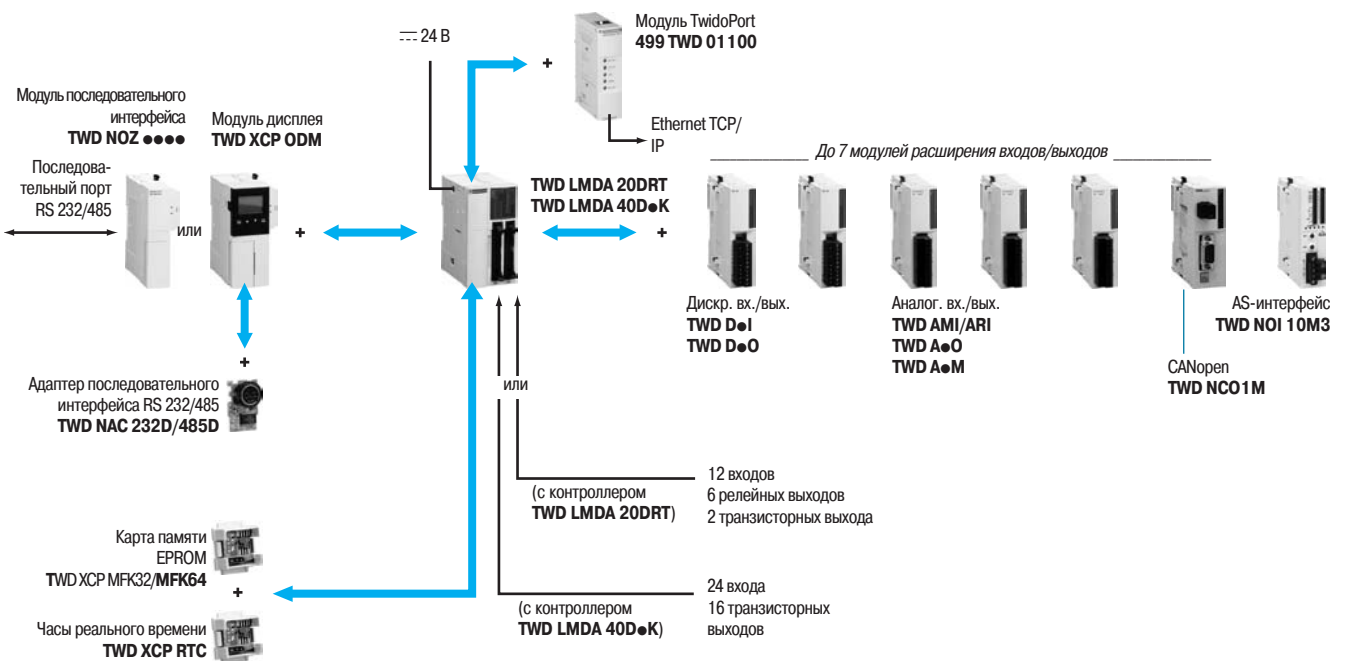 24 В
Модуль TwidoPort
499 TWD 01100
Ethernet TCP/
IP
Модуль последовательного
интерфейса
TWD NOZ ●●●●
Модуль дисплея
TWD XCP ODM
Последова-
тельный порт
RS 232/485
или
+
+
TWD LMDA 20DRT
TWD LMDA 40D●K
+
До 7 модулей расширения входов/выходов
Дискр. вх./вых.
TWD D●I
TWD D●O
Аналог. вх./вых.
TWD AMI/ARI
TWD A●O
TWD A●M
CANopen
TWD NCO1M
AS-интерфейс
TWD NOI 10M3
+
Адаптер последовательного
интерфейса RS 232/485
TWD NAC 232D/485D
или
(с контроллером
TWD LMDA 20DRT)
12 входов
6 релейных выходов
2 транзисторных выхода
Карта памяти
EPROM
TWD XCP MFK32/MFK64
+
Часы реального времени
TWD XCP RTC
(с контроллером
TWD LMDA 40D●K)
24 входа
16 транзисторных
выходов